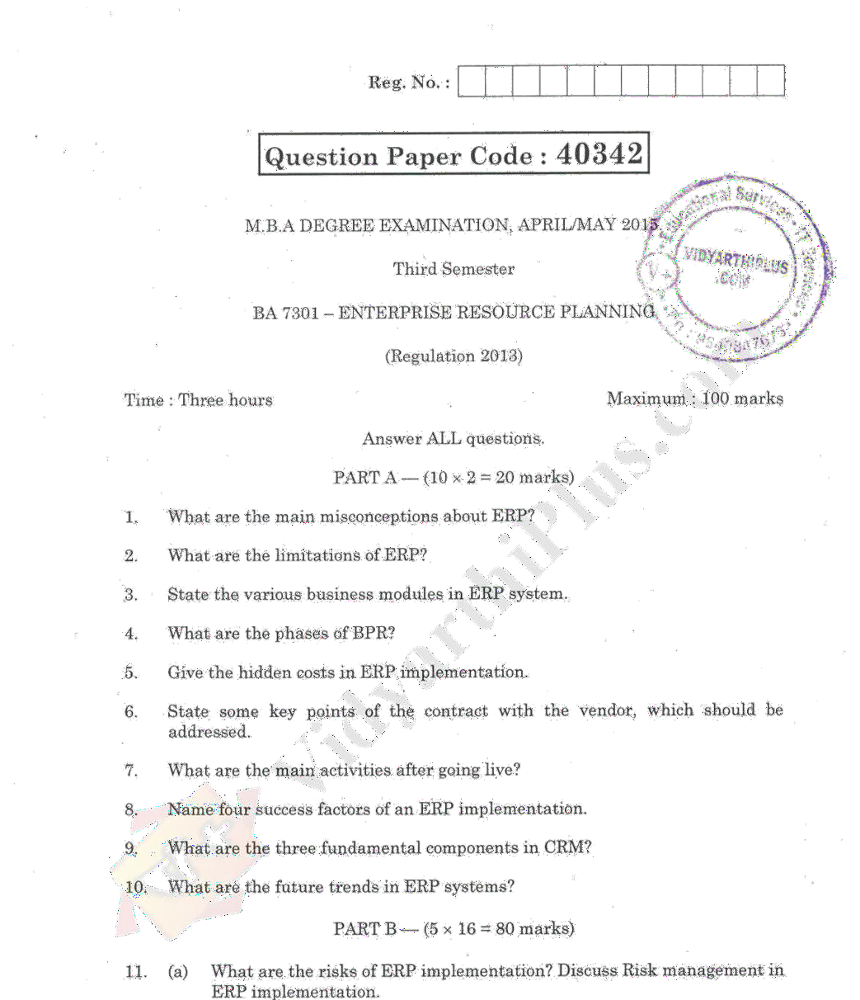 Reg. No. :
Question Paper Code : 40342
M.B.A DEGREE EXAMINATION, APRIL/MAY 2015.
Third Semester
BA 7301 – ENTERPRISE RESOURCE PLANNING
(Regulation 2013)
Educational Services • IT Services •
VIDYARTHIPLUS
.COM
V+
Time : Three hours Maximum : 100 marks
Answer ALL questions.
PART A — (10 × 2 = 20 marks)
1. What are the main misconceptions about ERP?
2. What are the limitations of ERP?
3. State the various business modules in ERP system.
4. What are the phases of BPR?
5. Give the hidden costs in ERP implementation.
6. State some key points of the contract with the vendor, which should be
addressed.
7. What are the main activities after going live?
8. Name four success factors of an ERP implementation.
9. What are the three fundamental components in CRM?
10. What are the future trends in ERP systems?
VidyarthiPlus.com
PART B — (5 × 16 = 80 marks)
11. (a) What are the risks of ERP implementation? Discuss Risk management in
ERP implementation.